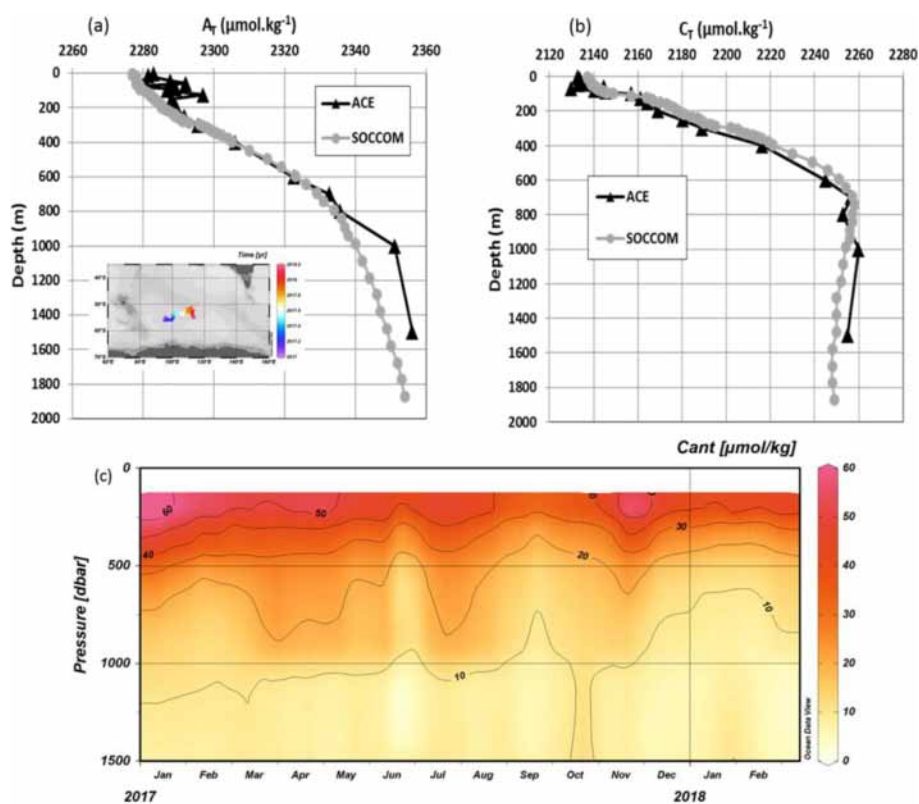 (a) A_T (µmol.kg⁻¹)
2260 2280 2300 2320 2340 2360
Depth (m)
0
200
400
600
800
1000
1200
1400
1600
1800
2000
ACE
SOCCOM
Time [yr]
(b) C_T (µmol.kg⁻¹)
2120 2140 2160 2180 2200 2220 2240 2260 2280
Depth (m)
0
200
400
600
800
1000
1200
1400
1600
1800
2000
ACE
SOCCOM
(c)
Cant [µmol/kg]
Pressure [dbar]
0
500
1000
1500
60
50
40
30
20
10
10
60
50
40
30
20
10
0
Ocean Data View
Jan Feb Mar Apr May Jun Jul Aug Sep Oct Nov Dec Jan Feb
2017 2018